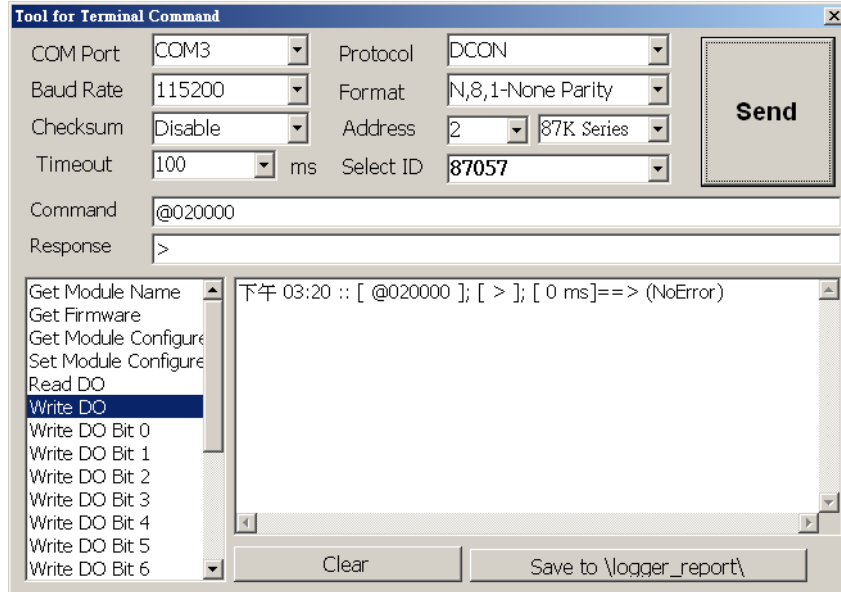 Tool for Terminal Command
COM Port COM3 Protocol DCON
Baud Rate 115200 Format N,8,1-None Parity
Send
Checksum Disable Address 2 87K Series
Timeout 100 ms Select ID 87057
Command @020000
Response >
Get Module Name
Get Firmware
Get Module Configure
Set Module Configure
Read DO
Write DO
Write DO Bit 0
Write DO Bit 1
Write DO Bit 2
Write DO Bit 3
Write DO Bit 4
Write DO Bit 5
Write DO Bit 6
下午 03:20 :: [ @020000 ]; [ > ]; [ 0 ms]==> (NoError)
Clear Save to \logger_report\